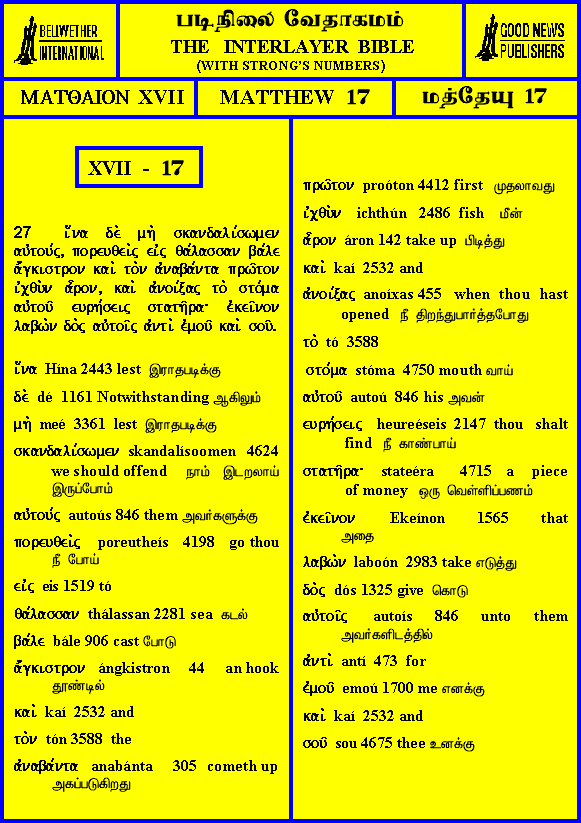 BELLWETHER
INTERNATIONAL
படிநிலை வேதாகமம்
THE INTERLAYER BIBLE
(WITH STRONG'S NUMBERS)
GOOD NEWS
PUBLISHERS
ΜΑΤΘΑΙΟΝ XVII
MATTHEW 17
மத்தேயு 17
XVII - 17
27 ἵνα δὲ μὴ σκανδαλίσωμεν
αὐτούς, πορευθεὶς εἰς θάλασσαν βάλε
ἄγκιστρον καὶ τὸν ἀναβάντα πρῶτον
ἰχθὺν ἆρον, καὶ ἀνοίξας τὸ στόμα
αὐτοῦ ευρήσεις στατῆρα· ἐκεῖνον
λαβὼν δὸς αὐτοῖς ἀντὶ ἐμοῦ καὶ σοῦ.
ἵνα Hína 2443 lest இராதபடிக்கு
δὲ dé 1161 Notwithstanding ஆகிலும்
μὴ meé 3361 lest இராதபடிக்கு
σκανδαλίσωμεν skandalísoomen 4624
we should offend நாம் இடறலாய்
இருப்போம்
αὐτούς autoús 846 them அவர்களுக்கு
πορευθεὶς poreutheís 4198 go thou
நீ போய்
εἰς eis 1519 tó
θάλασσαν thálassan 2281 sea கடல்
βάλε bále 906 cast போடு
ἄγκιστρον ángkistron 44 an hook
தூண்டில்
καὶ kaí 2532 and
τὸν tón 3588 the
ἀναβάντα anabánta 305 cometh up
அகப்படுகிறது
πρῶτον proóton 4412 first முதலாவது
ἰχθὺν ichthún 2486 fish மீன்
ἆρον áron 142 take up பிடித்து
καὶ kaí 2532 and
ἀνοίξας anoíxas 455 when thou hast
opened நீ திறந்துபார்த்தபோது
τὸ tó 3588
στόμα stóma 4750 mouth வாய்
αὐτοῦ autoú 846 his அவன்
ευρήσεις heureéseis 2147 thou shalt
find நீ காண்பாய்
στατῆρα· stateéra 4715 a piece
of money ஒரு வெள்ளிப்பணம்
ἐκεῖνον Ekeínon 1565 that
அதை
λαβὼν laboón 2983 take எடுத்து
δὸς dós 1325 give கொடு
αὐτοῖς autoís 846 unto them
அவர்களிடத்தில்
ἀντὶ antí 473 for
ἐμοῦ emoú 1700 me எனக்கு
καὶ kaí 2532 and
σοῦ sou 4675 thee உனக்கு